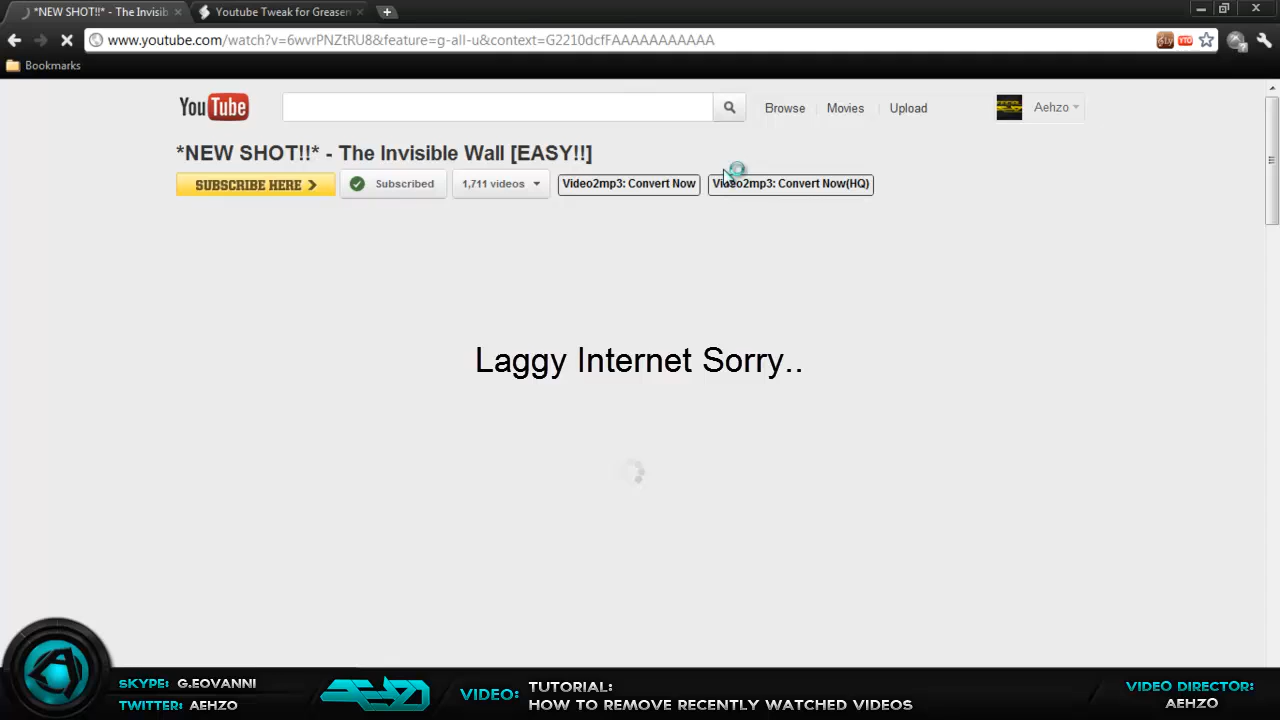 *NEW SHOT!!* - The Invisib
Youtube Tweak for Greasen
www.youtube.com/watch?v=6wvrPNZtRU8&feature=g-all-u&context=G2210dcfFAAAAAAAAAAA
Bookmarks
YouTube
Browse
Movies
Upload
Aehzo
*NEW SHOT!!* - The Invisible Wall [EASY!!]
SUBSCRIBE HERE
Subscribed
1,711 videos
Video2mp3: Convert Now
Video2mp3: Convert Now(HQ)
Laggy Internet Sorry..
SKYPE: G.EOVANNI
TWITTER: AEHZO
VIDEO:
TUTORIAL:
HOW TO REMOVE RECENTLY WATCHED VIDEOS
VIDEO DIRECTOR:
AEHZO